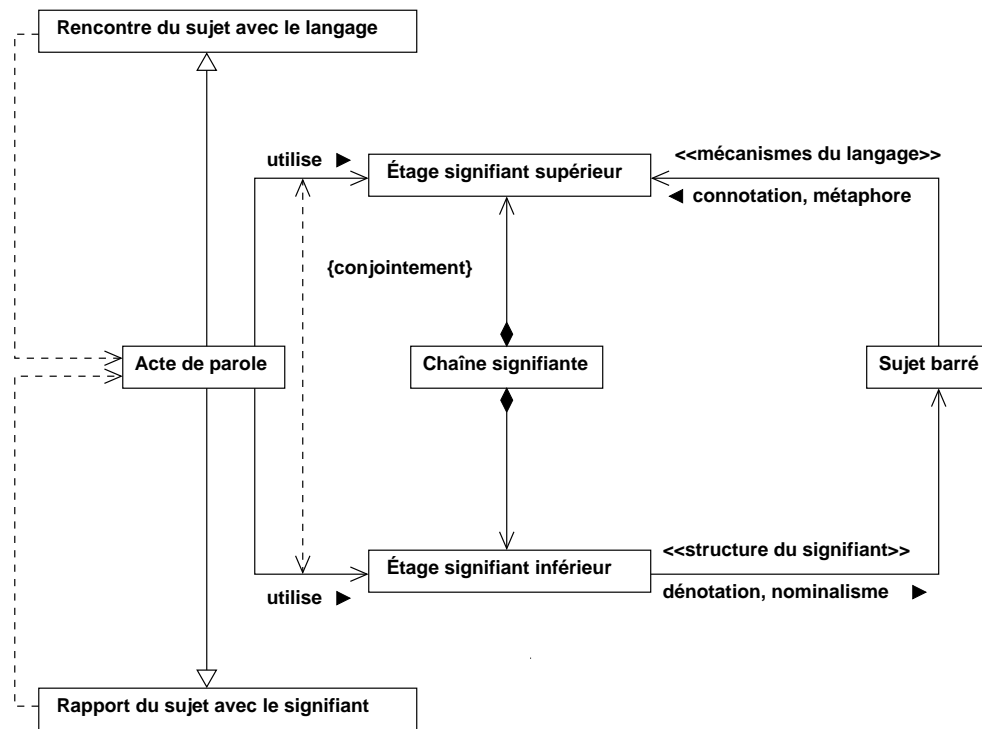 Rencontre du sujet avec le langage
<<mécanismes du langage>>
utilise ►
Étage signifiant supérieur
◄ connotation, métaphore
{conjointement}
Acte de parole
Chaîne signifiante
Sujet barré
<<structure du signifiant>>
Étage signifiant inférieur
utilise ►
dénotation, nominalisme ►
Rapport du sujet avec le signifiant